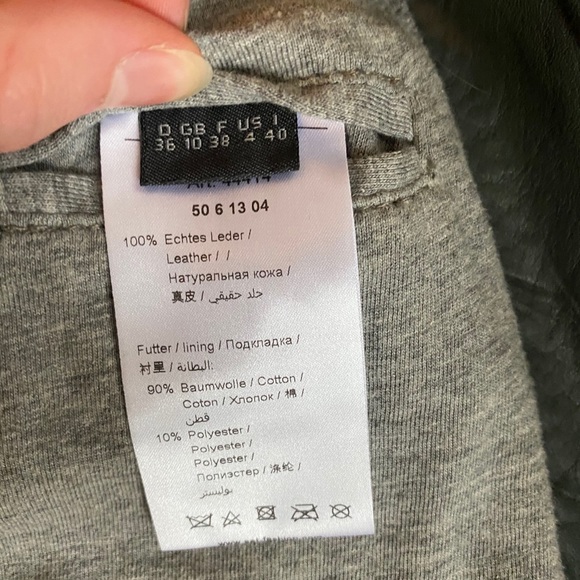 D GB F US I
36 10 38 4 40
Art. 44414
50 6 13 04
100% Echtes Leder /
Leather / /
Натуральная кожа /
真皮 / جلد حقيقي
Futter / lining / Подкладка /
衬里 / البطانة:
90% Baumwolle / Cotton /
Coton / Хлопок / 棉 /
قطن
10% Polyester /
Polyester /
Polyester /
Полиэстер / 涤纶 /
بوليستر